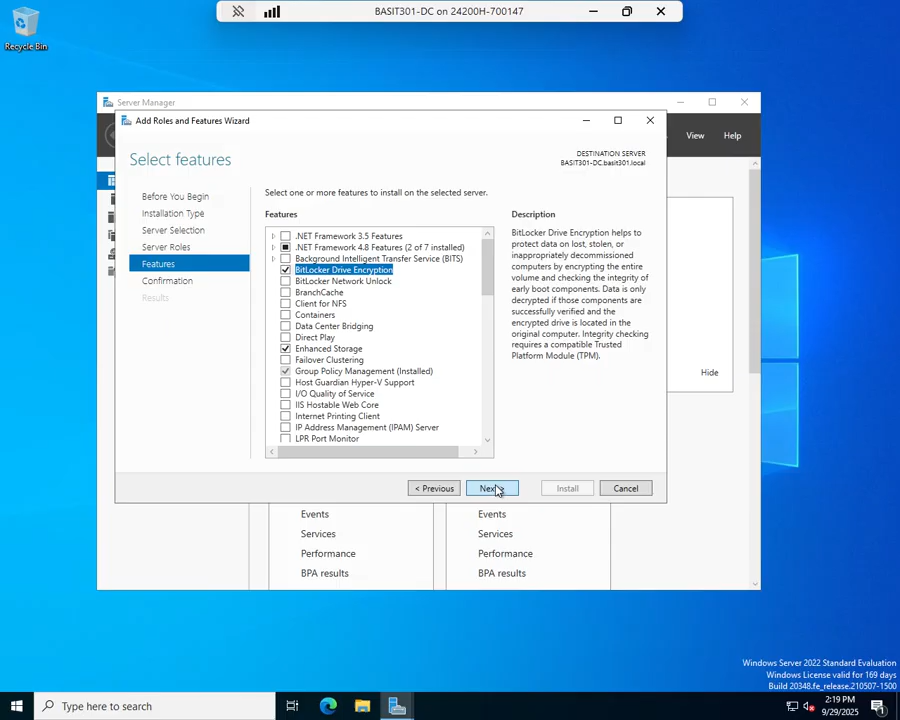 BASIT301-DC on 24200H-700147
Recycle Bin
Server Manager
View
Help
Add Roles and Features Wizard
Select features
DESTINATION SERVER
BASIT301-DC.basit301.local
Before You Begin
Installation Type
Server Selection
Server Roles
Features
Confirmation
Results
Select one or more features to install on the selected server.
Features
.NET Framework 3.5 Features
.NET Framework 4.8 Features (2 of 7 installed)
Background Intelligent Transfer Service (BITS)
BitLocker Drive Encryption
BitLocker Network Unlock
BranchCache
Client for NFS
Containers
Data Center Bridging
Direct Play
Enhanced Storage
Failover Clustering
Group Policy Management (Installed)
Host Guardian Hyper-V Support
I/O Quality of Service
IIS Hostable Web Core
Internet Printing Client
IP Address Management (IPAM) Server
LPR Port Monitor
Description
BitLocker Drive Encryption helps to
protect data on lost, stolen, or
inappropriately decommissioned
computers by encrypting the entire
volume and checking the integrity of
early boot components. Data is only
decrypted if those components are
successfully verified and the
encrypted drive is located in the
original computer. Integrity checking
requires a compatible Trusted
Platform Module (TPM).
Hide
< Previous
Next
Install
Cancel
Events
Services
Performance
BPA results
Events
Services
Performance
BPA results
Windows Server 2022 Standard Evaluation
Windows License valid for 169 days
Build 20348.fe_release.210507-1500
Type here to search
2:19 PM
9/29/2025
1